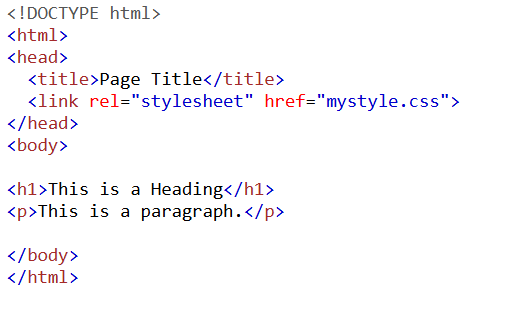 <!DOCTYPE html>
<html>
<head>
  <title>Page Title</title>
  <link rel="stylesheet" href="mystyle.css">
</head>
<body>

<h1>This is a Heading</h1>
<p>This is a paragraph.</p>

</body>
</html>